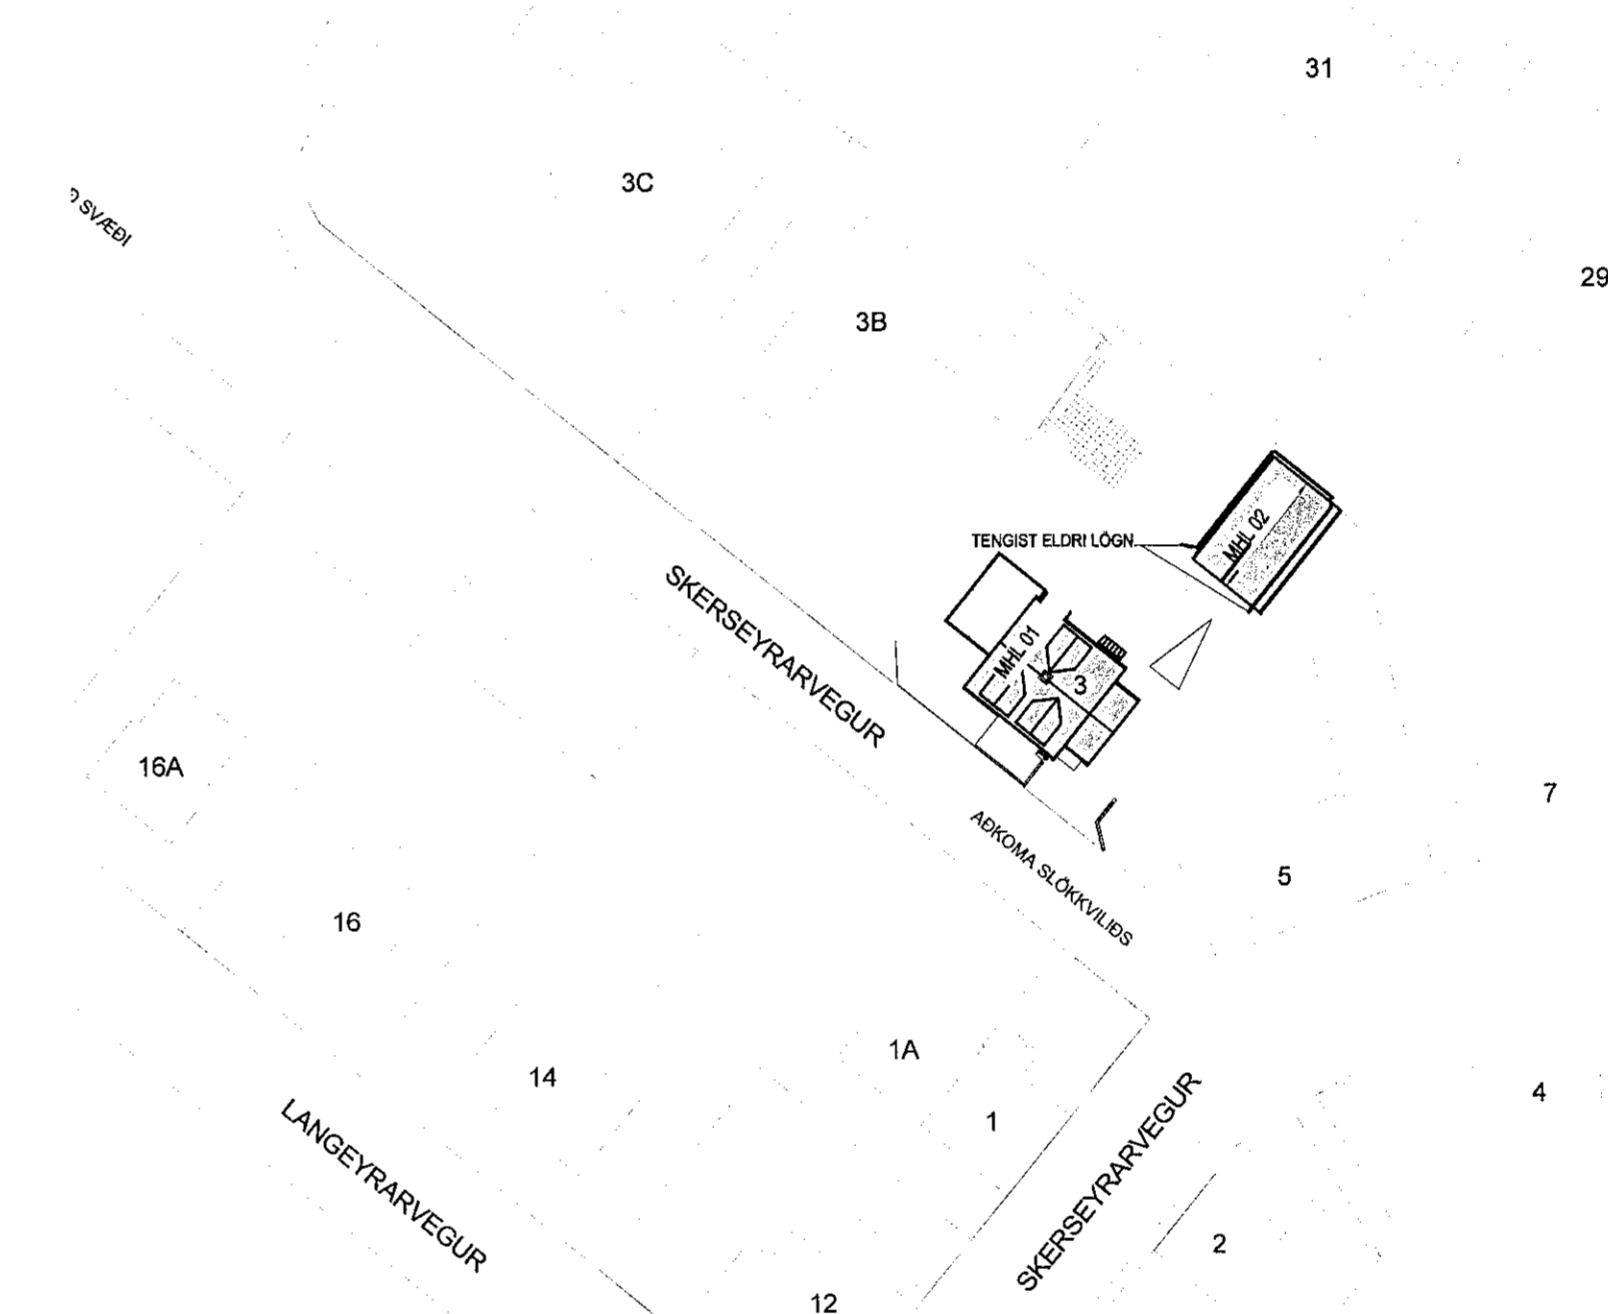 31
3C
Ð SVÆÐI
29
3B
TENGIST ELDRI LÖGN
MHL 02
SKERSEYRARVEGUR
MHL 01
3
16A
7
AÐKOMA SLÖKKVILIÐS
5
16
1A
14
4
1
LANGEYRARVEGUR
SKERSEYRARVEGUR
2
12